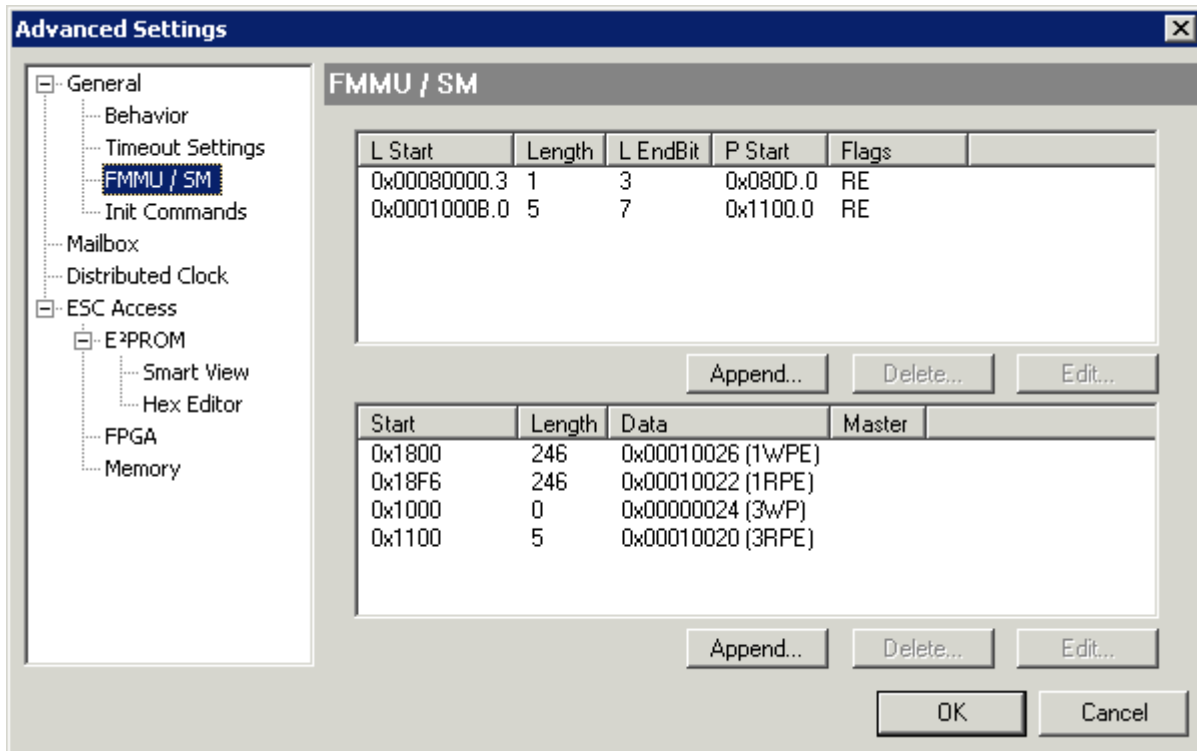 Advanced Settings
General
Behavior
Timeout Settings
FMMU / SM
Init Commands
Mailbox
Distributed Clock
ESC Access
E²PROM
Smart View
Hex Editor
FPGA
Memory
FMMU / SM
L Start Length L EndBit P Start Flags
0x00080000.3 1 3 0x080D.0 RE
0x0001000B.0 5 7 0x1100.0 RE
Append... Delete... Edit...
Start Length Data Master
0x1800 246 0x00010026 (1WPE)
0x18F6 246 0x00010022 (1RPE)
0x1000 0 0x00000024 (3WP)
0x1100 5 0x00010020 (3RPE)
Append... Delete... Edit...
OK Cancel